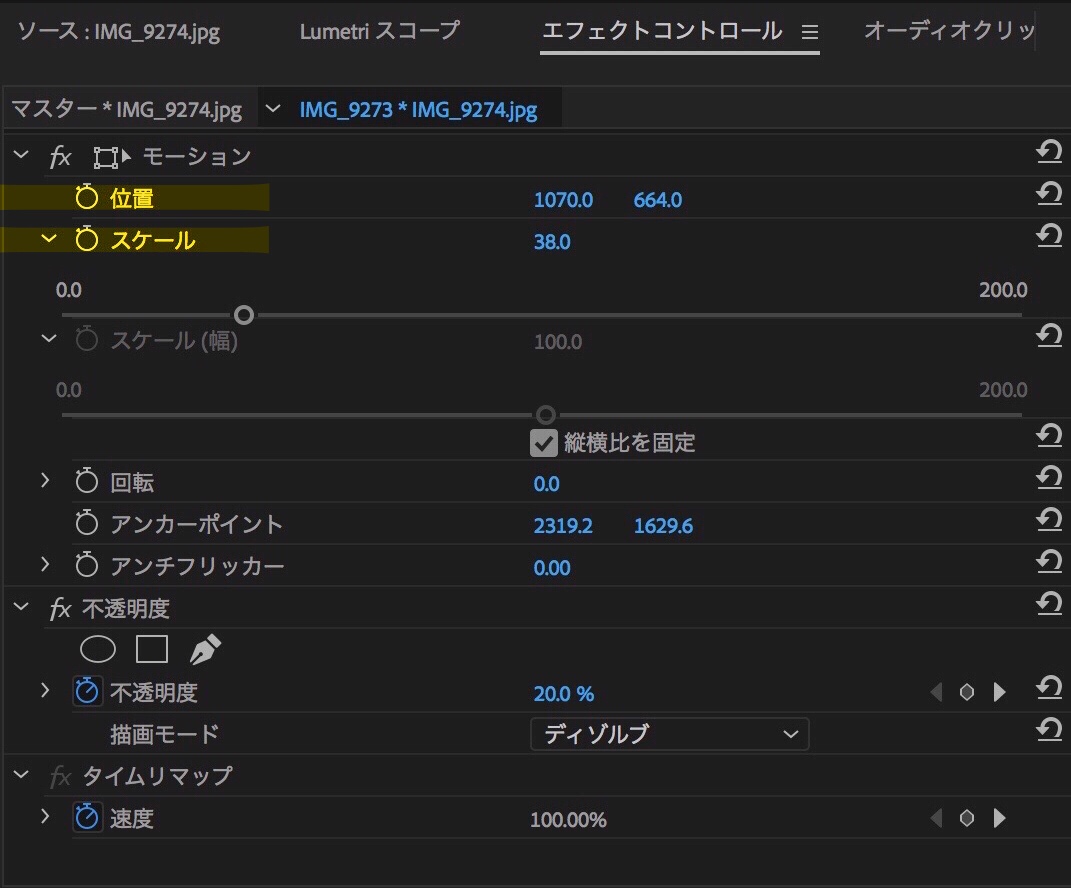 ソース : IMG_9274.jpg Lumetri スコープ エフェクトコントロール オーディオクリッ
マスター * IMG_9274.jpg IMG_9273 * IMG_9274.jpg
fx モーション
位置 1070.0 664.0
スケール 38.0
0.0 200.0
スケール (幅) 100.0
0.0 200.0
縦横比を固定
回転 0.0
アンカーポイント 2319.2 1629.6
アンチフリッカー 0.00
fx 不透明度
不透明度 20.0 %
描画モード ディゾルブ
fx タイムリマップ
速度 100.00%